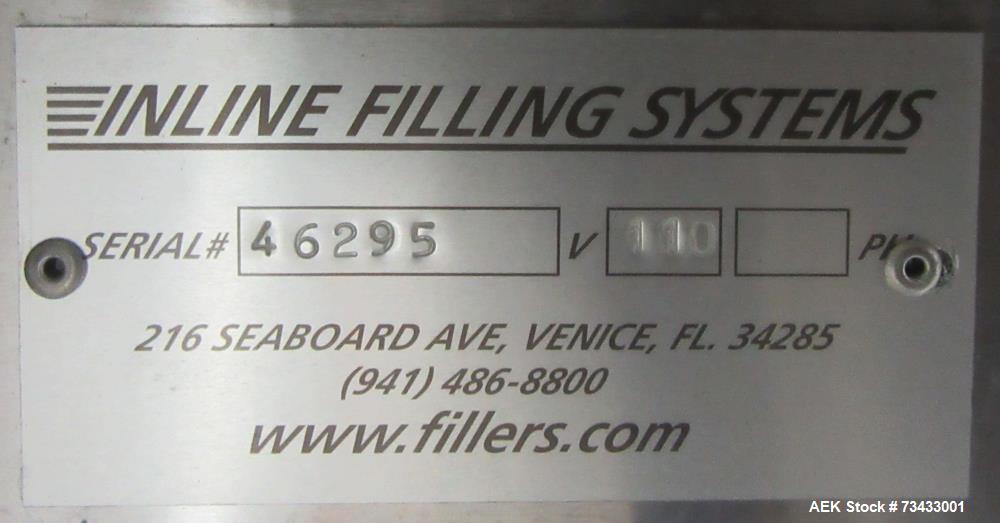 INLINE FILLING SYSTEMS
SERIAL# 46295 V 110 PH
216 SEABOARD AVE, VENICE, FL. 34285
(941) 486-8800
www.fillers.com
AEK Stock # 73433001